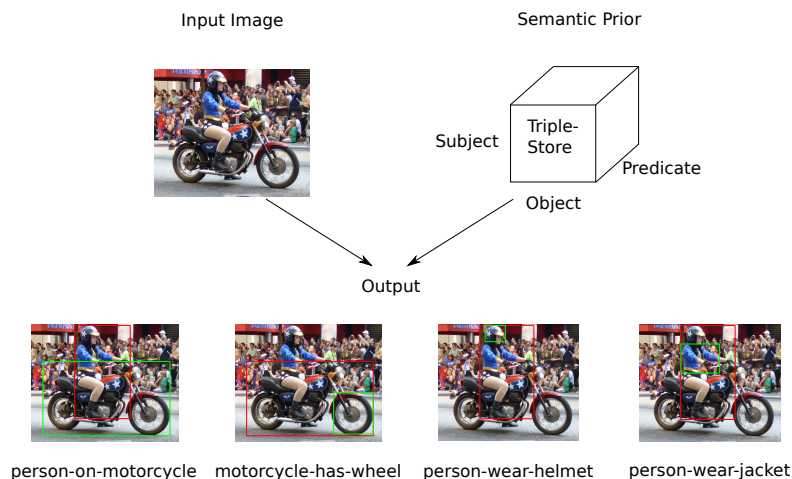 Input Image
Semantic Prior
Subject
Triple-
Store
Predicate
Object
Output
person-on-motorcycle
motorcycle-has-wheel
person-wear-helmet
person-wear-jacket